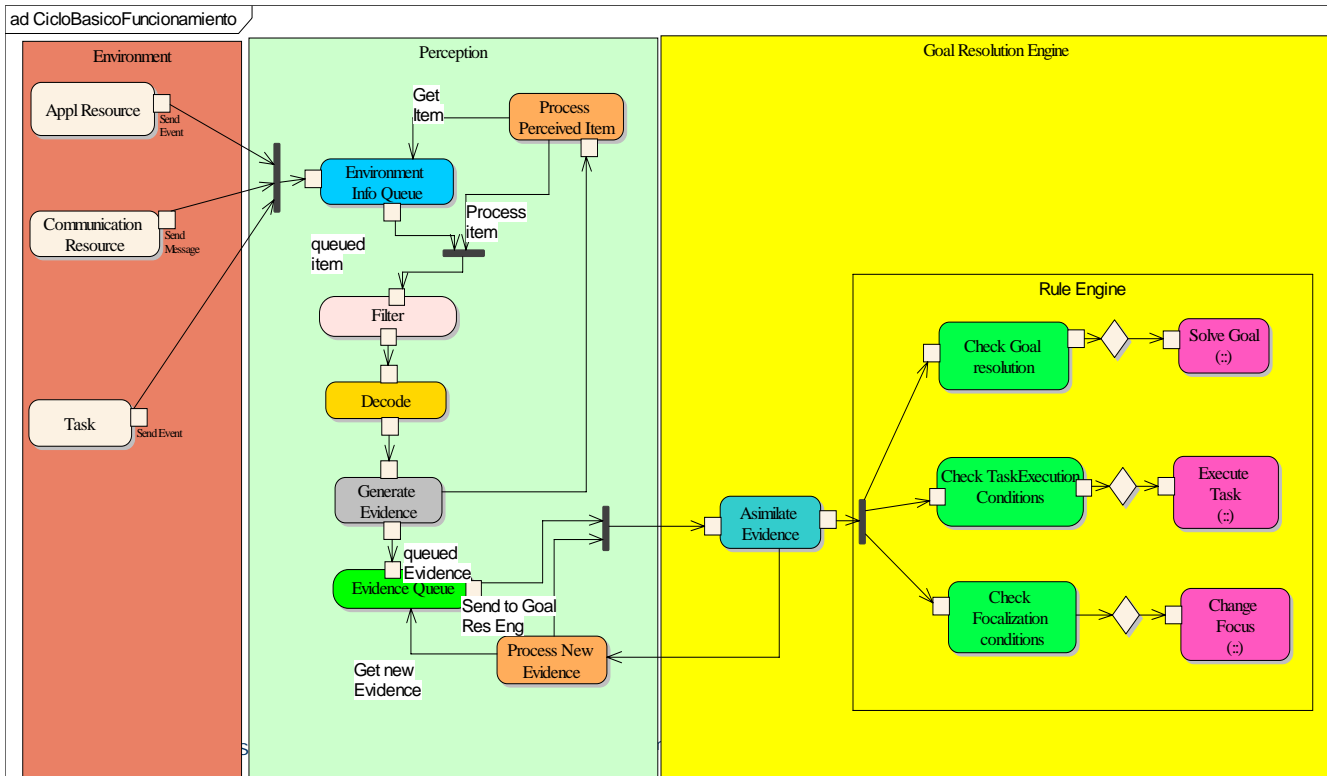 ad CicloBasicoFuncionamiento
Environment
Appl Resource
Send
Event
Communication
Resource
Send
Message
Task
Send Event
Perception
Get
Item
Process
Perceived Item
Environment
Info Queue
Process
item
queued
item
Filter
Decode
Generate
Evidence
queued
Evidence
Evidence Queue
Send to Goal
Res Eng
Process New
Evidence
Get new
Evidence
Goal Resolution Engine
Asimilate
Evidence
Rule Engine
Check Goal
resolution
Solve Goal
(::)
Check TaskExecution
Conditions
Execute
Task
(::)
Check
Focalization
conditions
Change
Focus
(::)